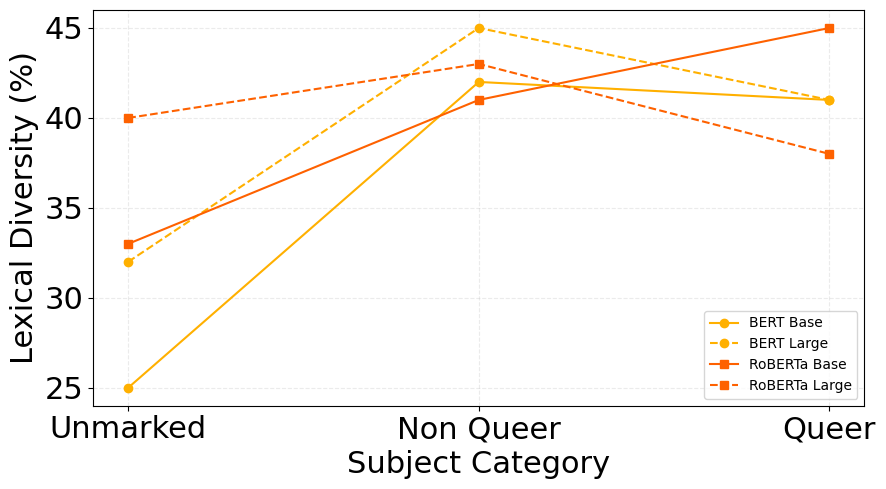 Lexical Diversity (%)
45
40
35
30
25
Unmarked
Non Queer
Queer
Subject Category
BERT Base
BERT Large
RoBERTa Base
RoBERTa Large